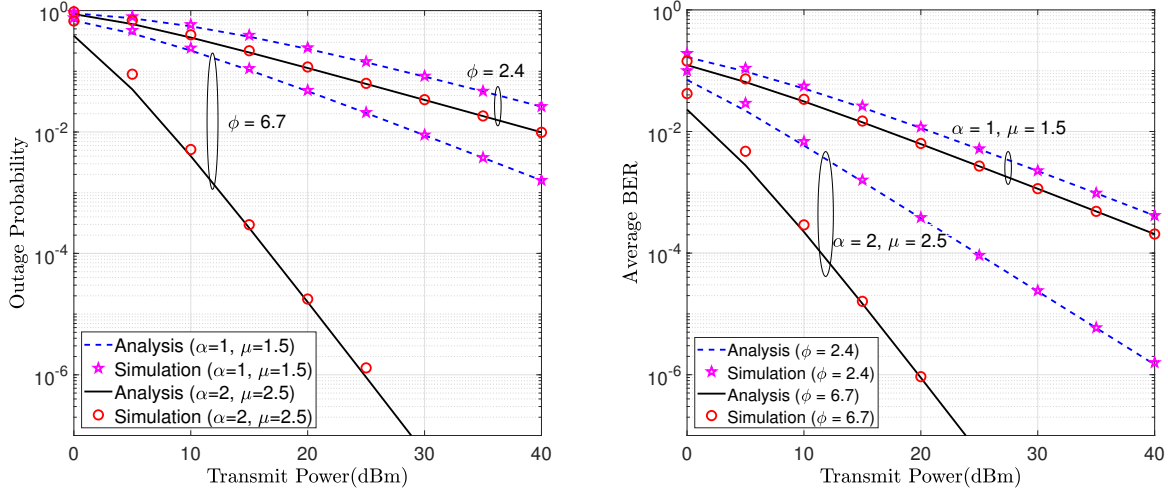 10^0
10^-2
10^-4
10^-6
Outage Probability
0
10
20
30
40
Transmit Power(dBm)
ϕ = 2.4
ϕ = 6.7
Analysis (α=1, μ=1.5)
Simulation (α=1, μ=1.5)
Analysis (α=2, μ=2.5)
Simulation (α=2, μ=2.5)
10^0
10^-2
10^-4
10^-6
Average BER
0
10
20
30
40
Transmit Power(dBm)
α = 1, μ = 1.5
α = 2, μ = 2.5
Analysis (ϕ = 2.4)
Simulation (ϕ = 2.4)
Analysis (ϕ = 6.7)
Simulation (ϕ = 6.7)